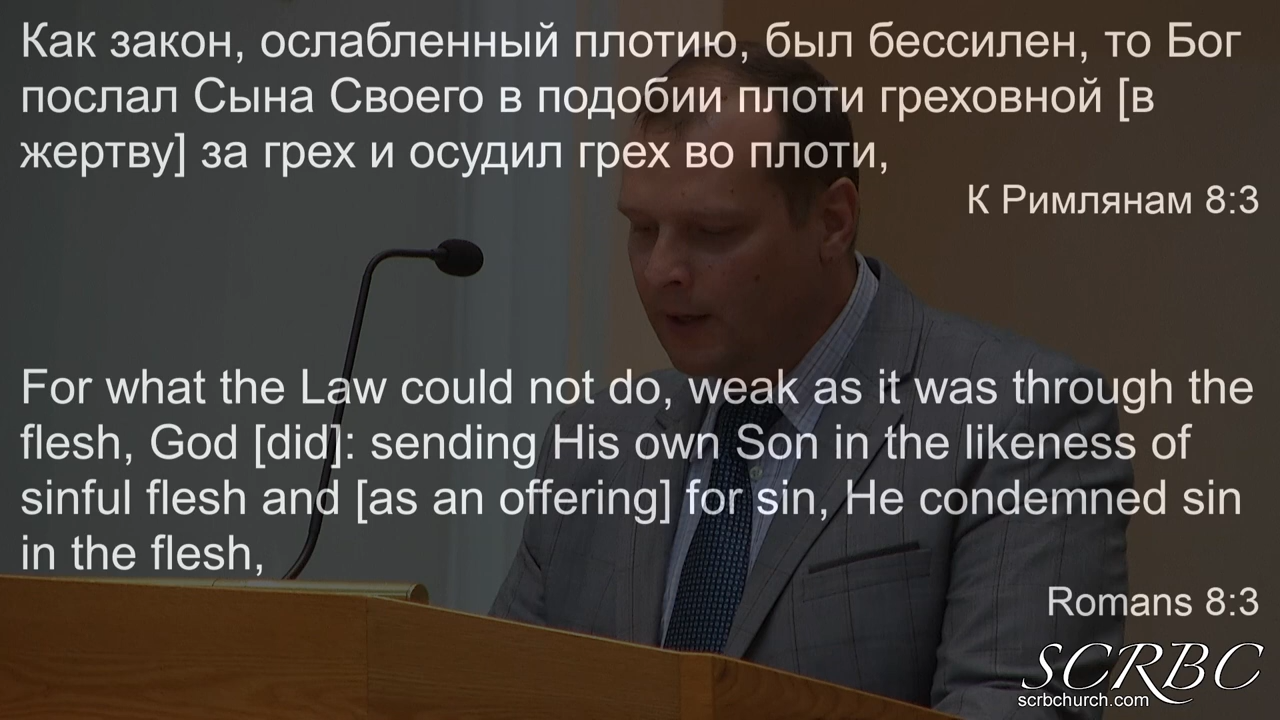 Как закон, ослабленный плотию, был бессилен, то Бог
послал Сына Своего в подобии плоти греховной [в
жертву] за грех и осудил грех во плоти,
К Римлянам 8:3
For what the Law could not do, weak as it was through the
flesh, God [did]: sending His own Son in the likeness of
sinful flesh and [as an offering] for sin, He condemned sin
in the flesh,
Romans 8:3
SCRBC
scrbchurch.com